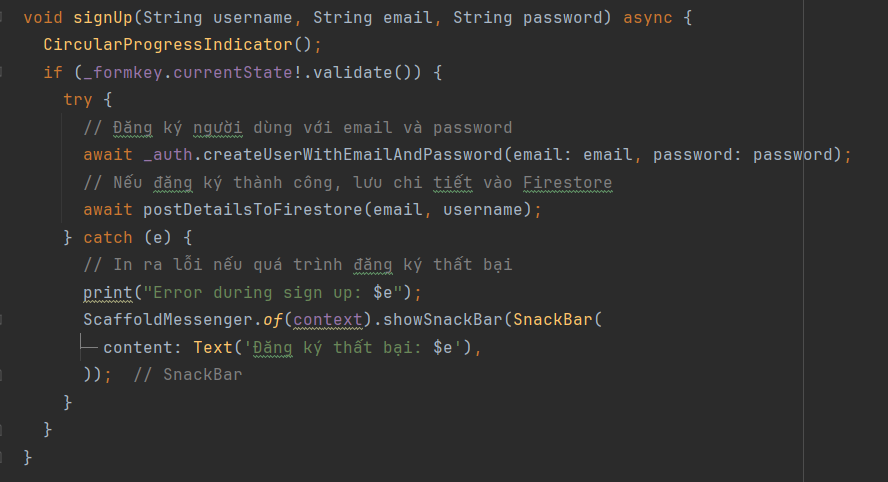 void signUp(String username, String email, String password) async {
CircularProgressIndicator();
if (_formkey.currentState!.validate()) {
try {
// Đăng ký người dùng với email và password
await _auth.createUserWithEmailAndPassword(email: email, password: password);
// Nếu đăng ký thành công, lưu chi tiết vào Firestore
await postDetailsToFirestore(email, username);
} catch (e) {
// In ra lỗi nếu quá trình đăng ký thất bại
print("Error during sign up: $e");
ScaffoldMessenger.of(context).showSnackBar(SnackBar(
content: Text('Đăng ký thất bại: $e'),
)); // SnackBar
}
}
}